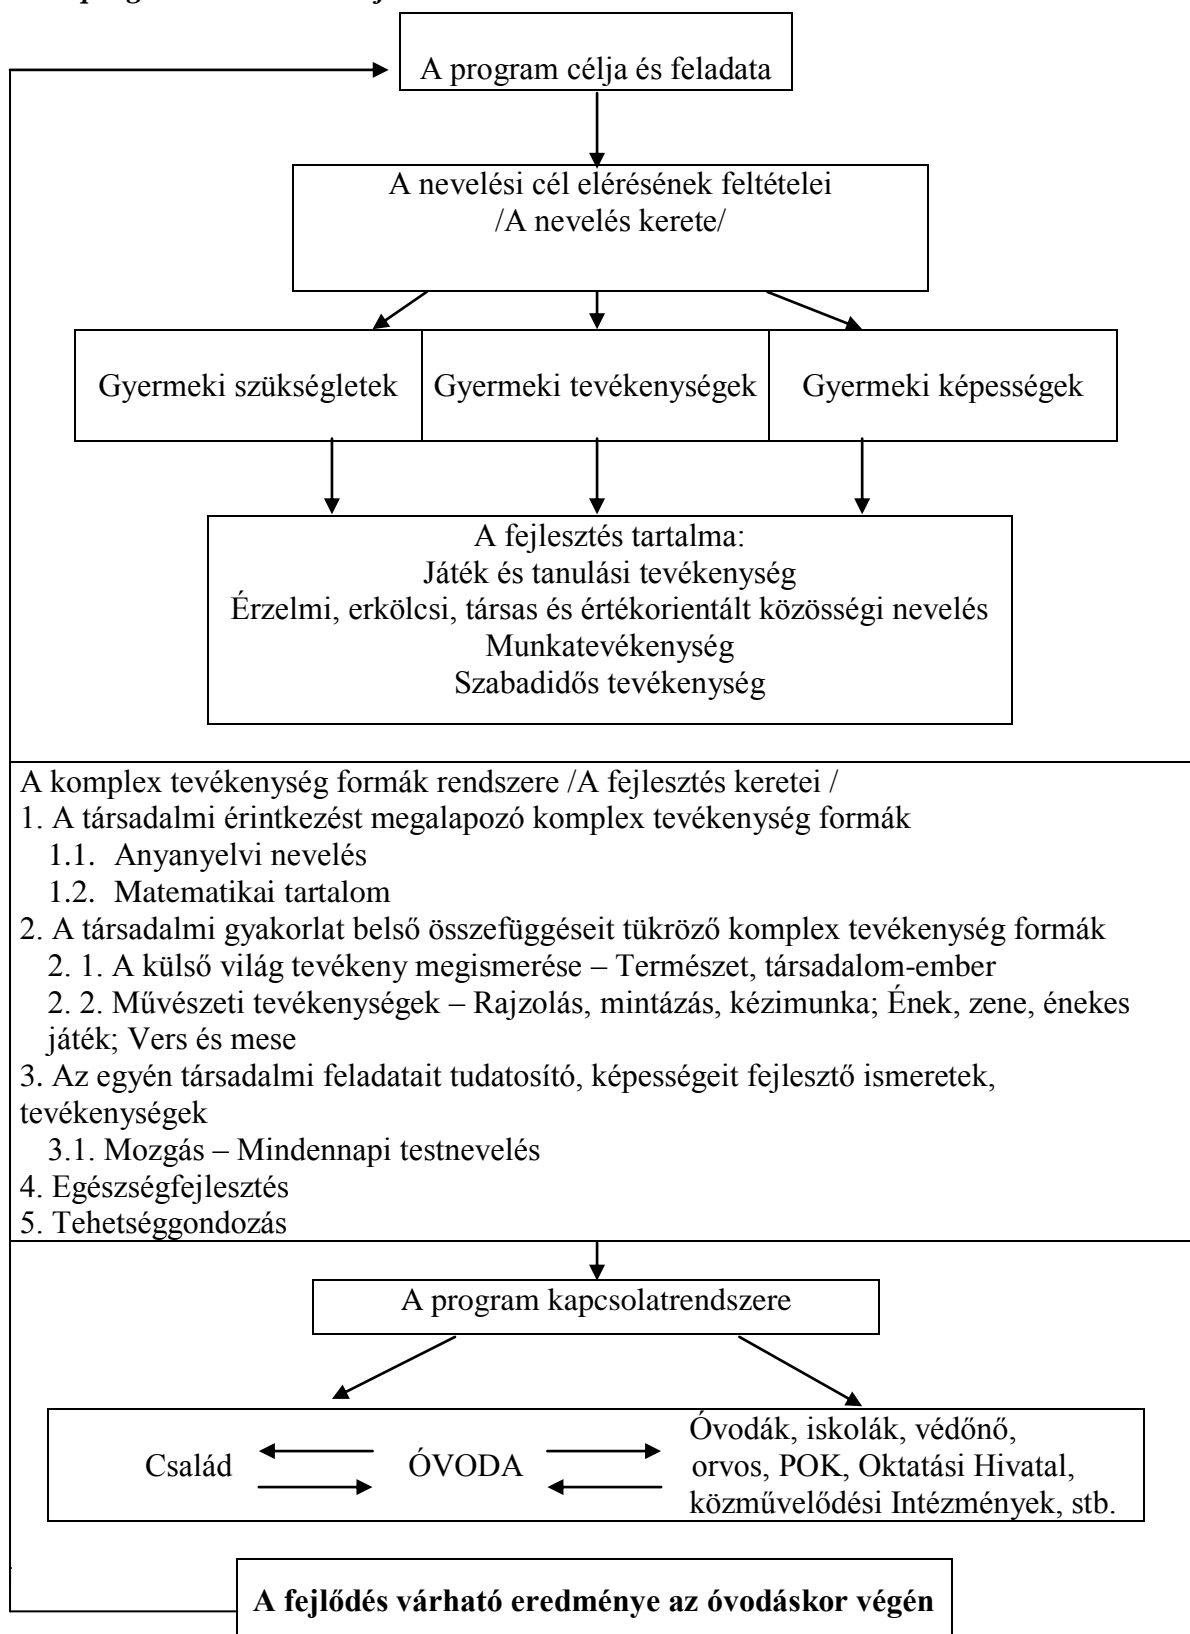 A program célja és feladata
A nevelési cél elérésének feltételei
/A nevelés kerete/
Gyermeki szükségletek
Gyermeki tevékenységek
Gyermeki képességek
A fejlesztés tartalma:
Játék és tanulási tevékenység
Érzelmi, erkölcsi, társas és értékorientált közösségi nevelés
Munkatevékenység
Szabadidős tevékenység
A komplex tevékenység formák rendszere /A fejlesztés keretei /
1. A társadalmi érintkezést megalapozó komplex tevékenység formák
1.1. Anyanyelvi nevelés
1.2. Matematikai tartalom
2. A társadalmi gyakorlat belső összefüggéseit tükröző komplex tevékenység formák
2. 1. A külső világ tevékeny megismerése – Természet, társadalom-ember
2. 2. Művészeti tevékenységek – Rajzolás, mintázás, kézimunka; Ének, zene, énekes
játék; Vers és mese
3. Az egyén társadalmi feladatait tudatosító, képességeit fejlesztő ismeretek,
tevékenységek
3.1. Mozgás – Mindennapi testnevelés
4. Egészségfejlesztés
5. Tehetséggondozás
A program kapcsolatrendszere
Család
ÓVODA
Óvodák, iskolák, védőnő,
orvos, POK, Oktatási Hivatal,
közművelődési Intézmények, stb.
A fejlődés várható eredménye az óvodáskor végén